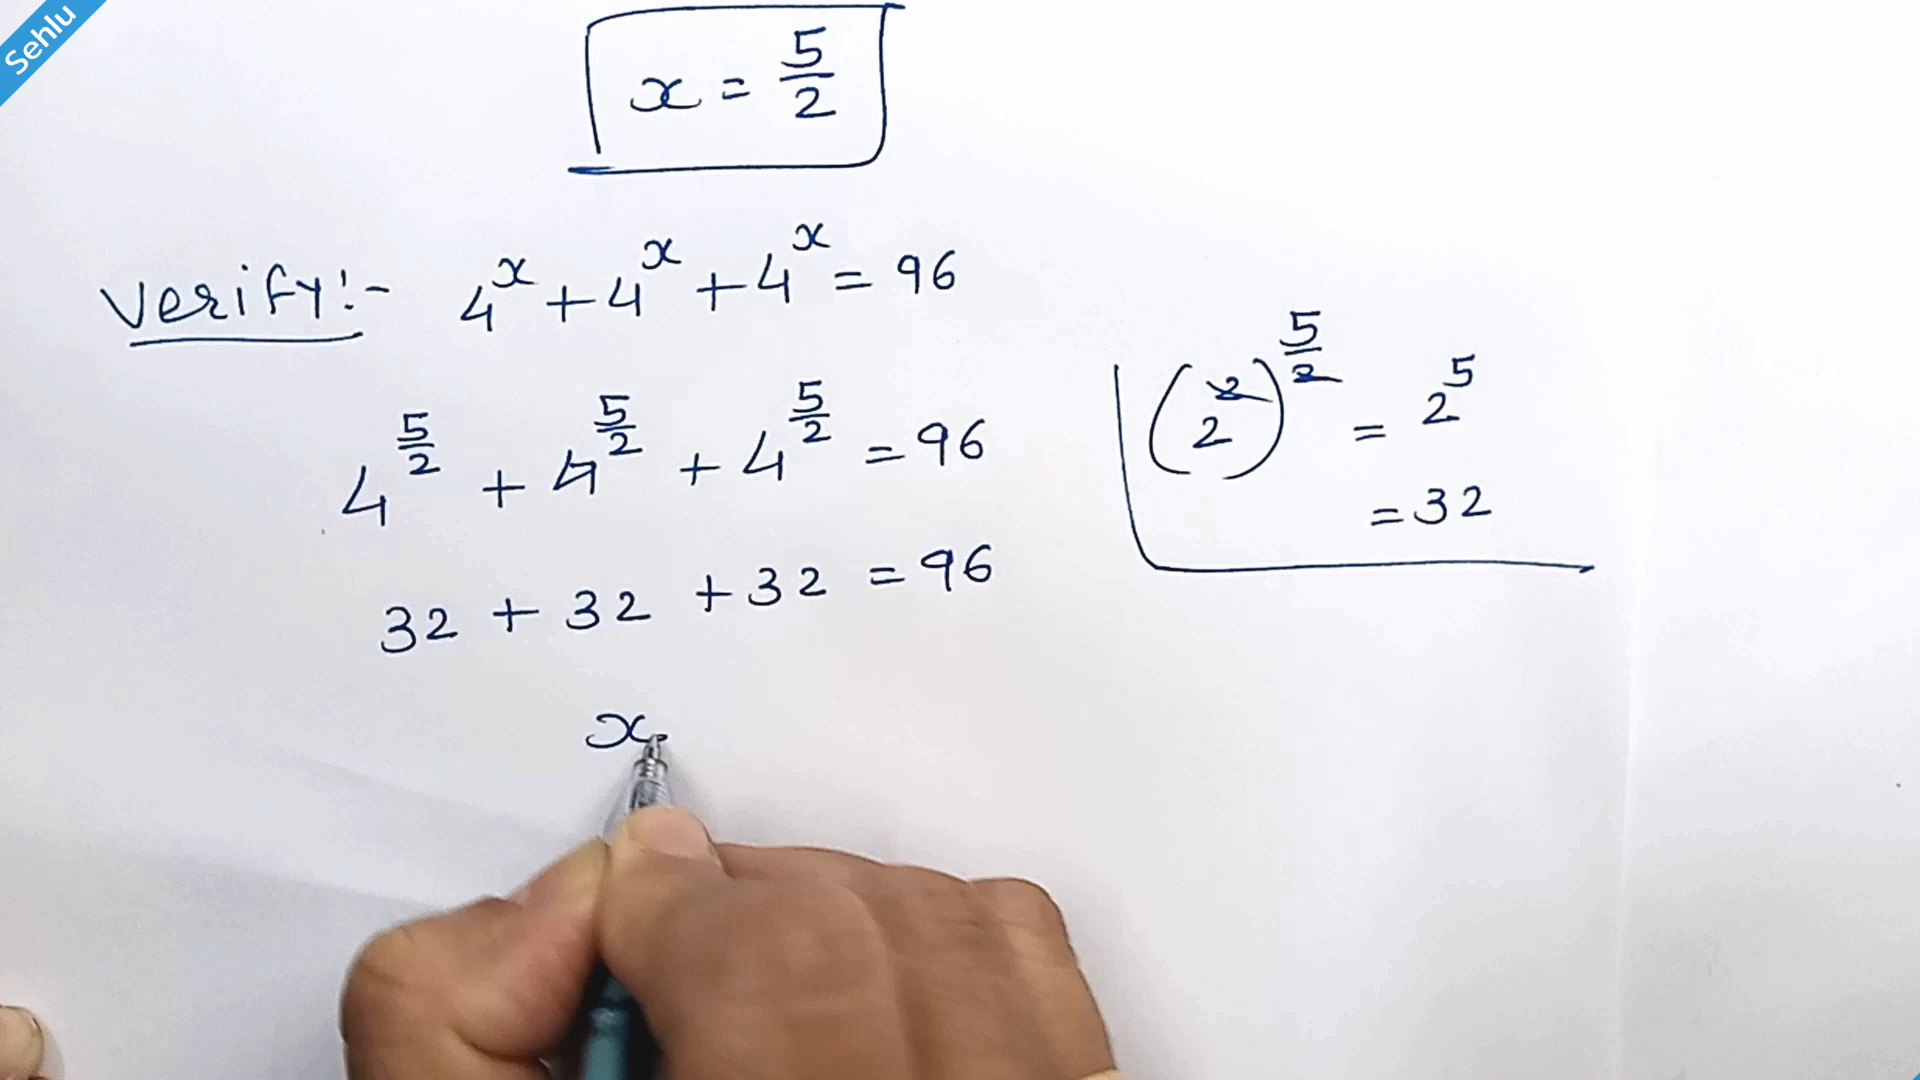 Sehlu
x = 5/2
Verify:- 4^x + 4^x + 4^x = 96
4^(5/2) + 4^(5/2) + 4^(5/2) = 96
(2^2)^(5/2) = 2^5
= 32
32 + 32 + 32 = 96
x